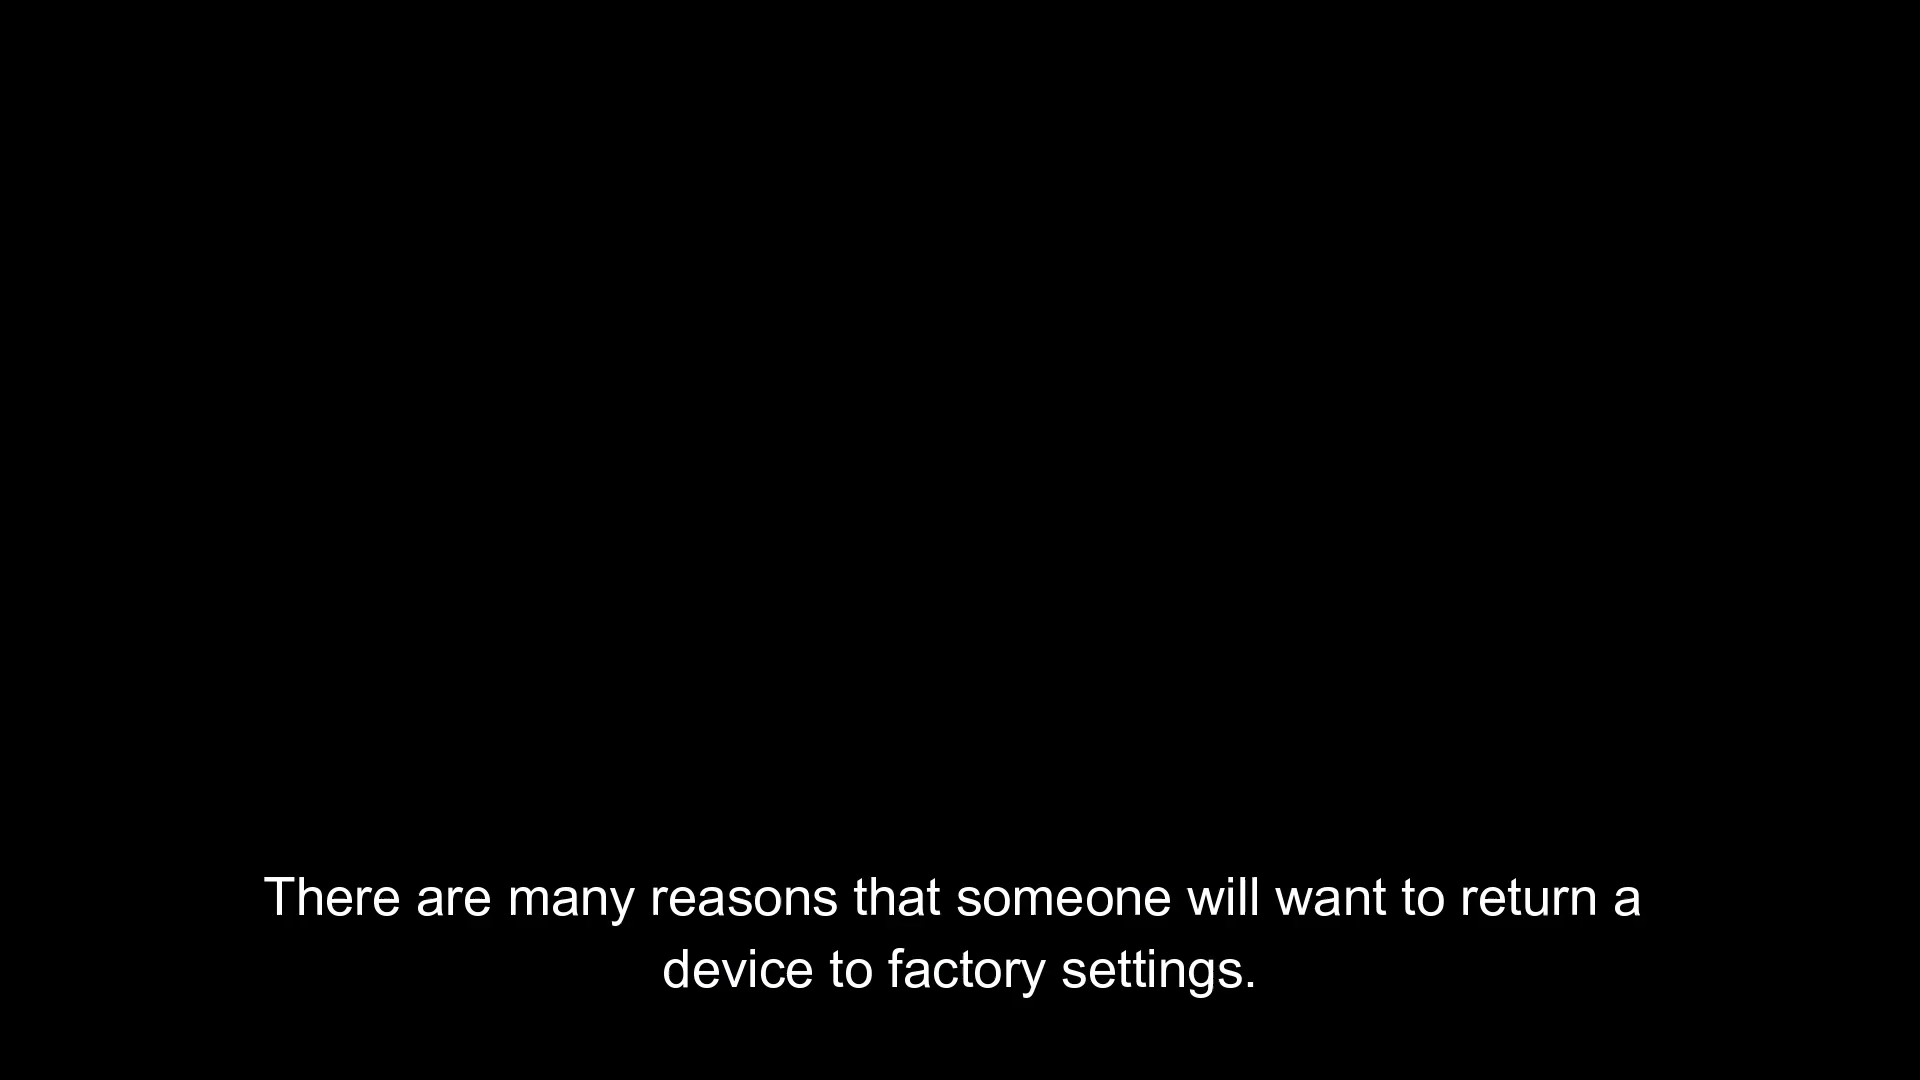 There are many reasons that someone will want to return a
device to factory settings.